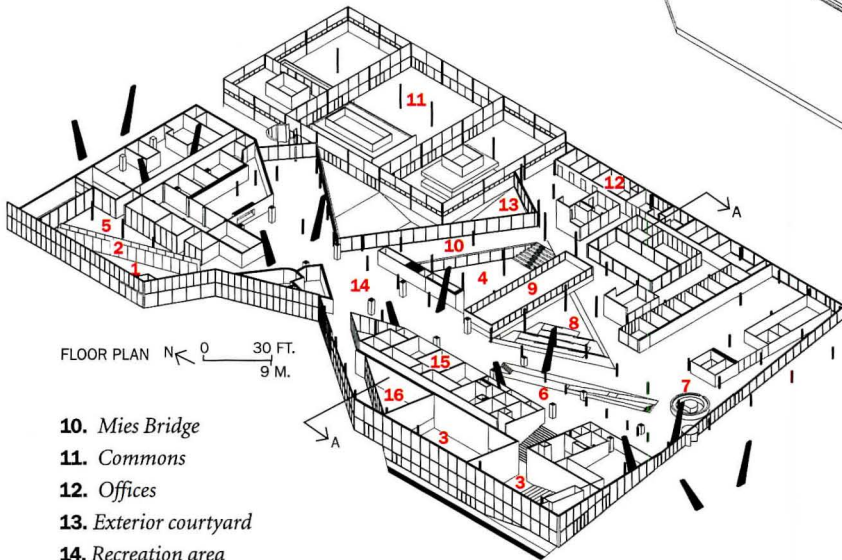 11
12
A
13
5
10
2
4
1
14
9
8
FLOOR PLAN N 0 30 FT.
9 M.
15
7
6
16
A
3
3
10. Mies Bridge
11. Commons
12. Offices
13. Exterior courtyard
14. Recreation area